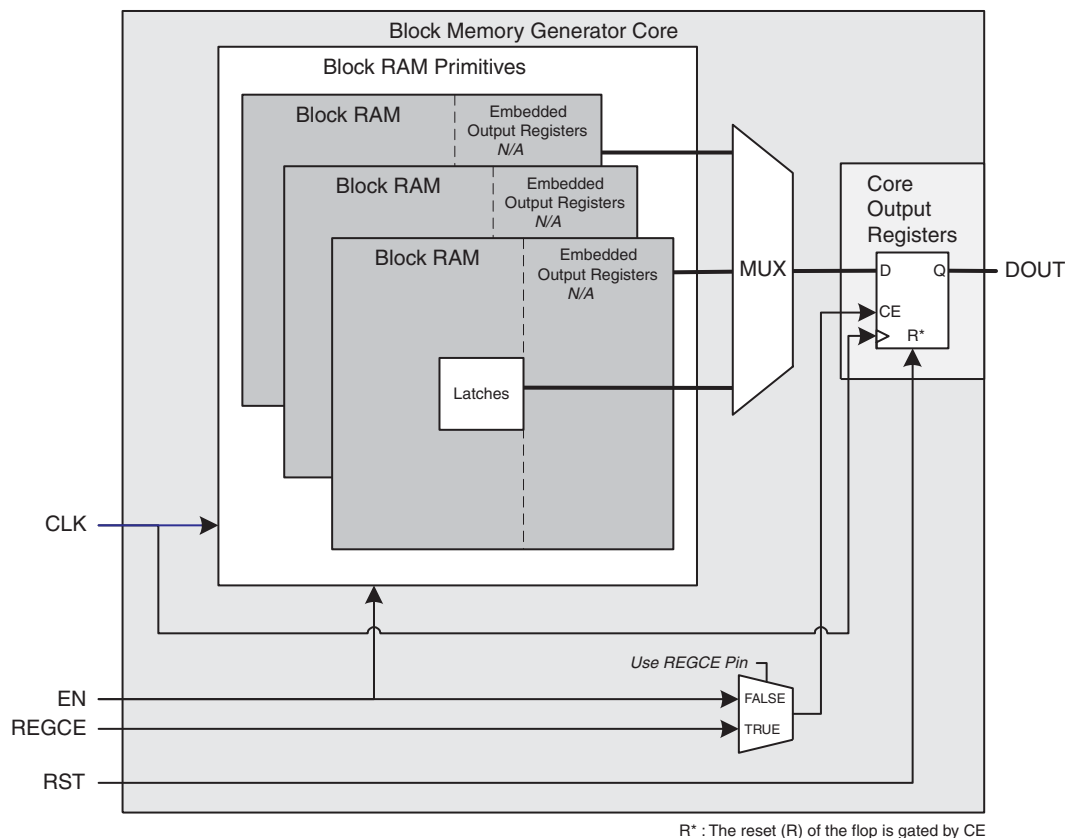 Block Memory Generator Core
Block RAM Primitives
Block RAM
Embedded
Output Registers
N/A
Block RAM
Embedded
Output Registers
N/A
Block RAM
Embedded
Output Registers
N/A
Latches
MUX
Core
Output
Registers
D
Q
CE
R*
DOUT
CLK
Use REGCE Pin
EN
FALSE
REGCE
TRUE
RST
R* : The reset (R) of the flop is gated by CE